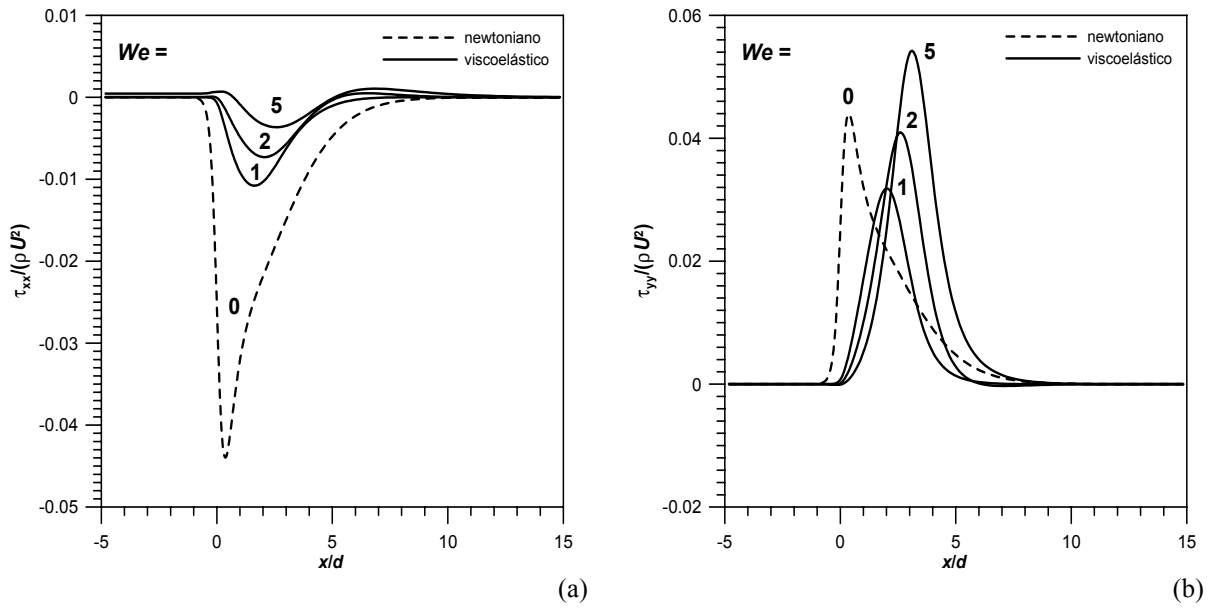 0.01
0
-0.01
-0.02
-0.03
-0.04
-0.05
τxx/(ρU²)
We =
newtoniano
viscoelástico
5
2
1
0
-5
0
5
10
15
x/d
(a)
0.06
0.04
0.02
0
-0.02
τyy/(ρU²)
We =
newtoniano
viscoelástico
0
5
2
1
-5
0
5
10
15
x/d
(b)